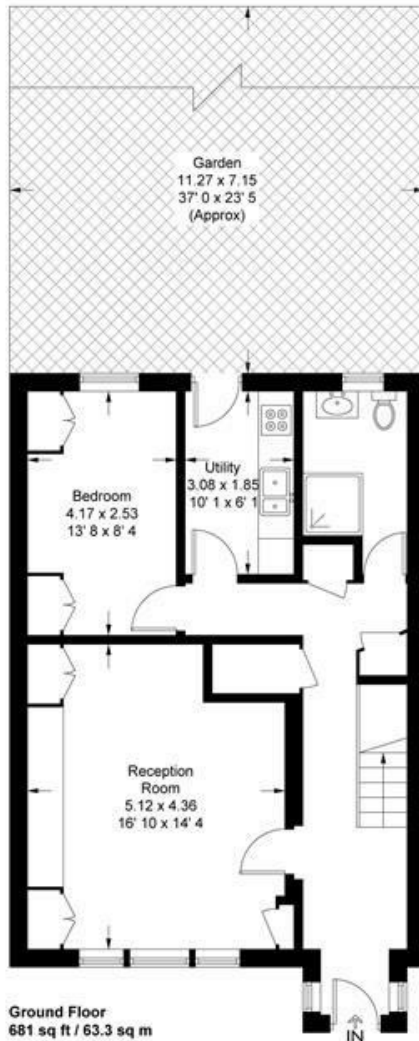 Garden
11.27 x 7.15
37' 0 x 23' 5
(Approx)
Utility
3.08 x 1.85
10' 1 x 6' 1
Bedroom
4.17 x 2.53
13' 8 x 8' 4
Reception
Room
5.12 x 4.36
16' 10 x 14' 4
Ground Floor
681 sq ft / 63.3 sq m
IN